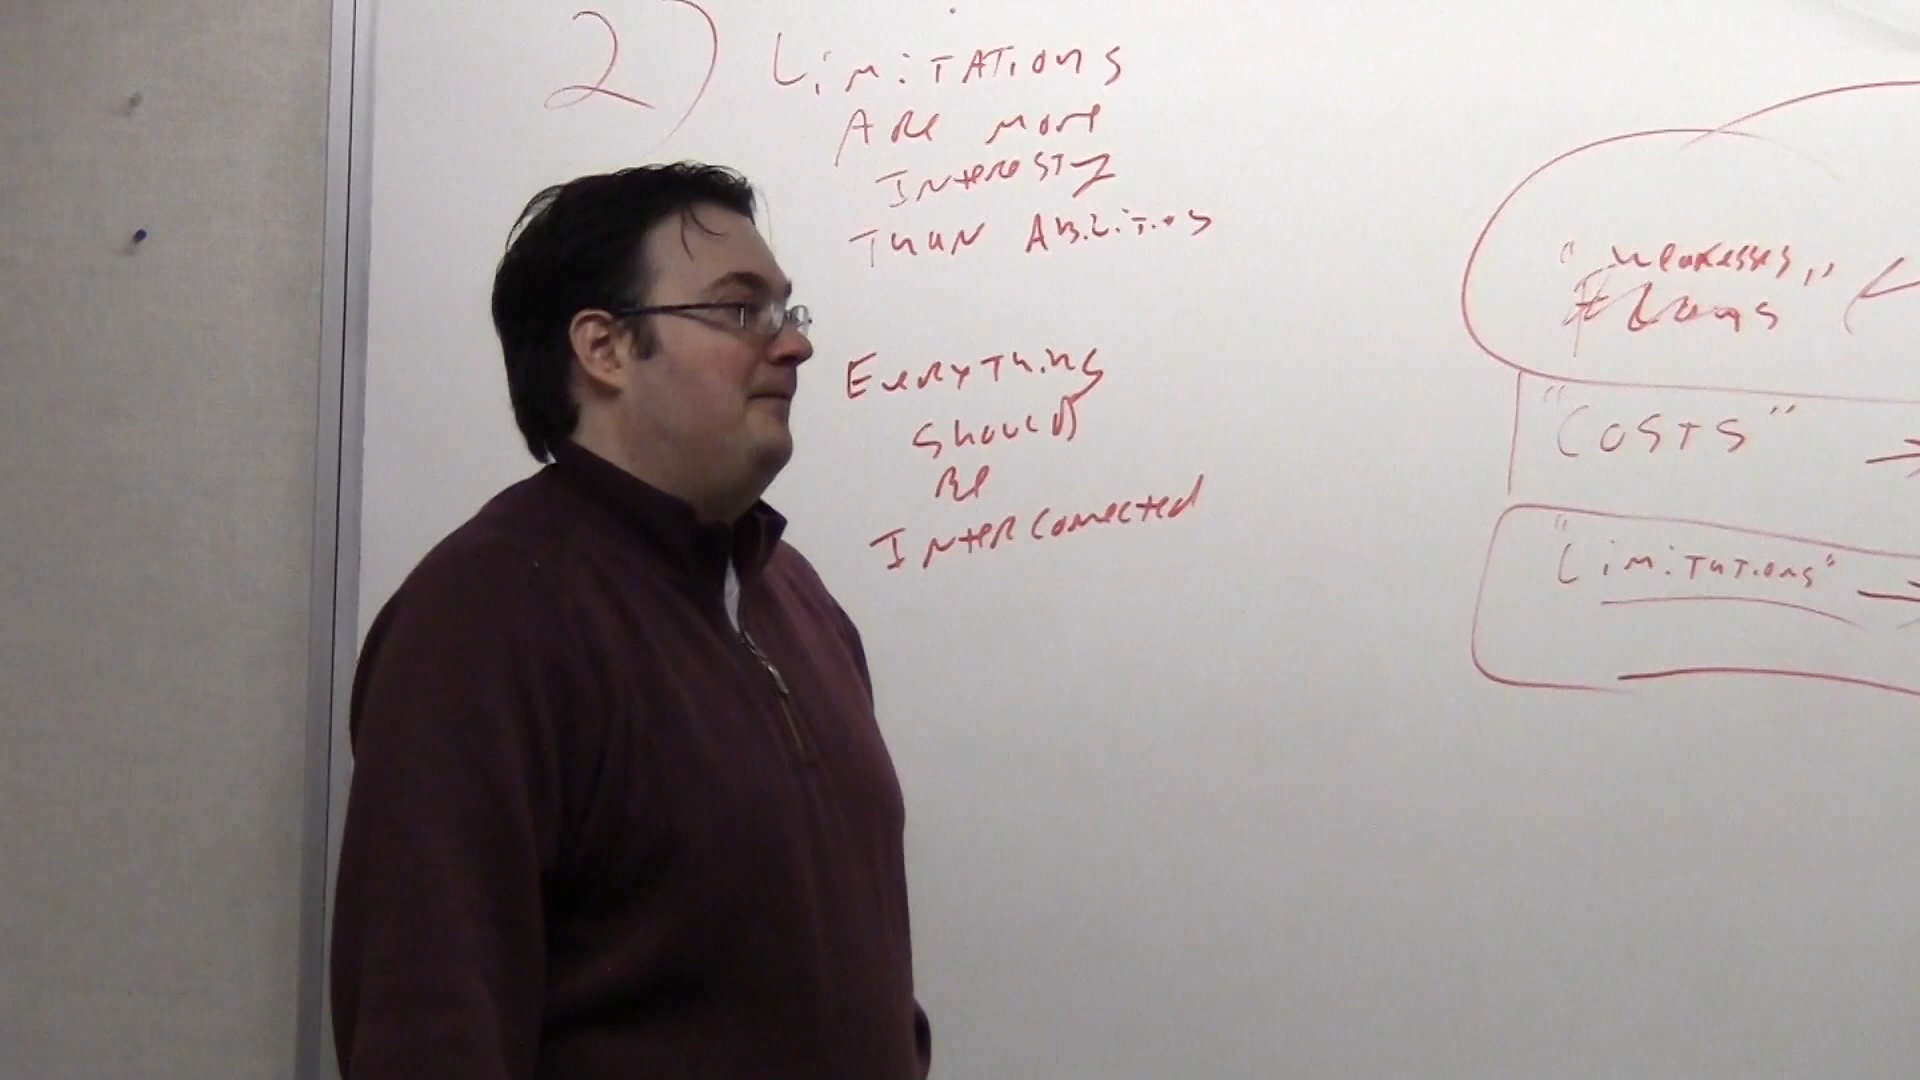 2) Limitations
Are more
Interesting
Than Abilities
Everything
Should
Be
Interconnected
"weaknesses,"
Flaws
"Costs"
"Limitations"